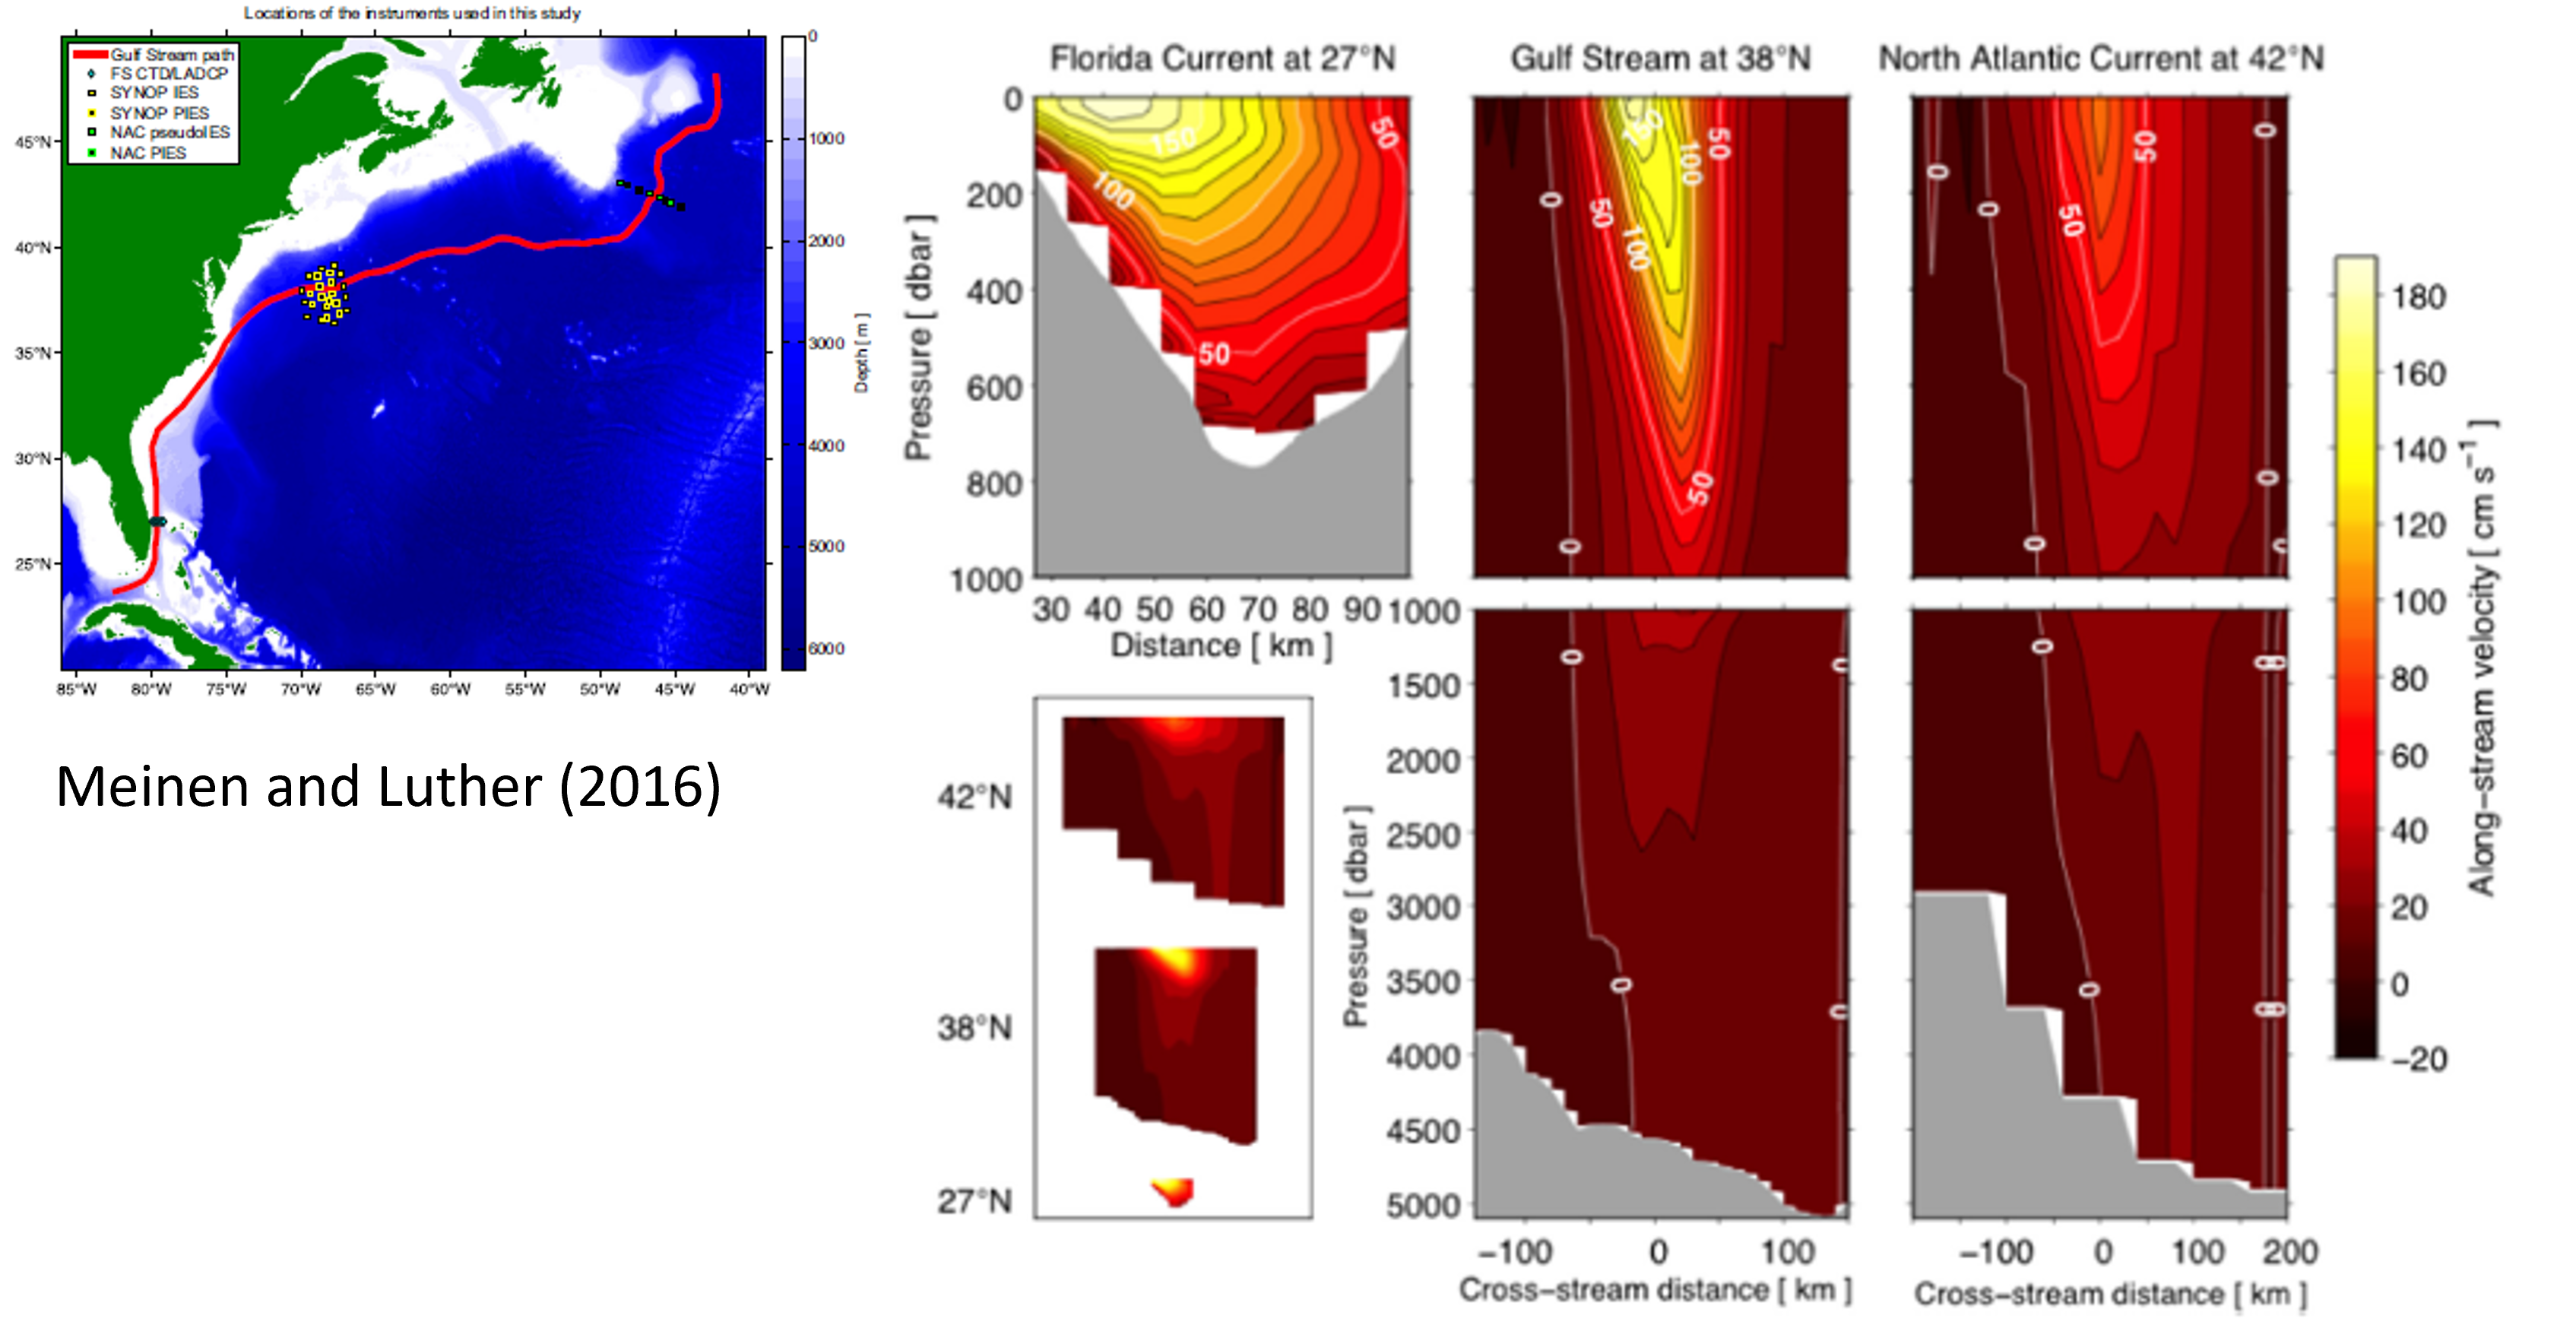 Locations of the instruments used in this study
Gulf Stream path
FS CTD/LADCP
SYNOP IES
SYNOP PIES
NAC pseudoIES
NAC PIES
45°N
40°N
35°N
30°N
25°N
85°W 80°W 75°W 70°W 65°W 60°W 55°W 50°W 45°W 40°W
0
1000
2000
3000
4000
5000
6000
Depth [ m ]
Meinen and Luther (2016)
Florida Current at 27°N
0
200
400
600
800
1000
Pressure [ dbar ]
150
100
50
50
30 40 50 60 70 80 90
Distance [ km ]
Gulf Stream at 38°N
150
100
50
50
100
0
50
0
North Atlantic Current at 42°N
0
0
50
50
0
0
0
0
42°N
38°N
27°N
1000
1500
2000
2500
3000
3500
4000
4500
5000
Pressure [ dbar ]
0
0
0
0
−100 0 100
Cross−stream distance [ km ]
0
0
0 0
0 0
−100 0 100 200
Cross−stream distance [ km ]
180
160
140
120
100
80
60
40
20
0
−20
Along−stream velocity [ cm s⁻¹ ]